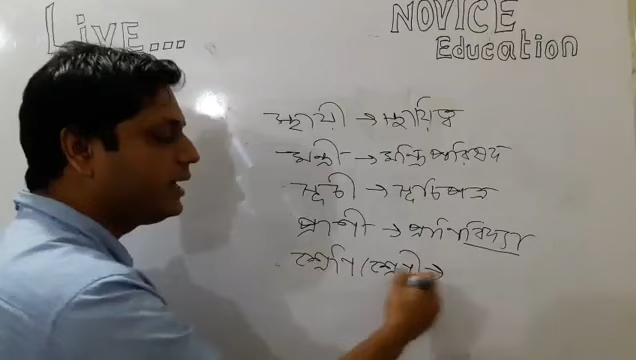 Live...
NOVICE
Education
স্থায়ী → স্থায়িত্ব
মন্ত্রী → মন্ত্রিপরিষদ
সূচী → সূচিপত্র
প্রাণী → প্রাণিবিদ্যা
শ্রেণি/শ্রেণী →